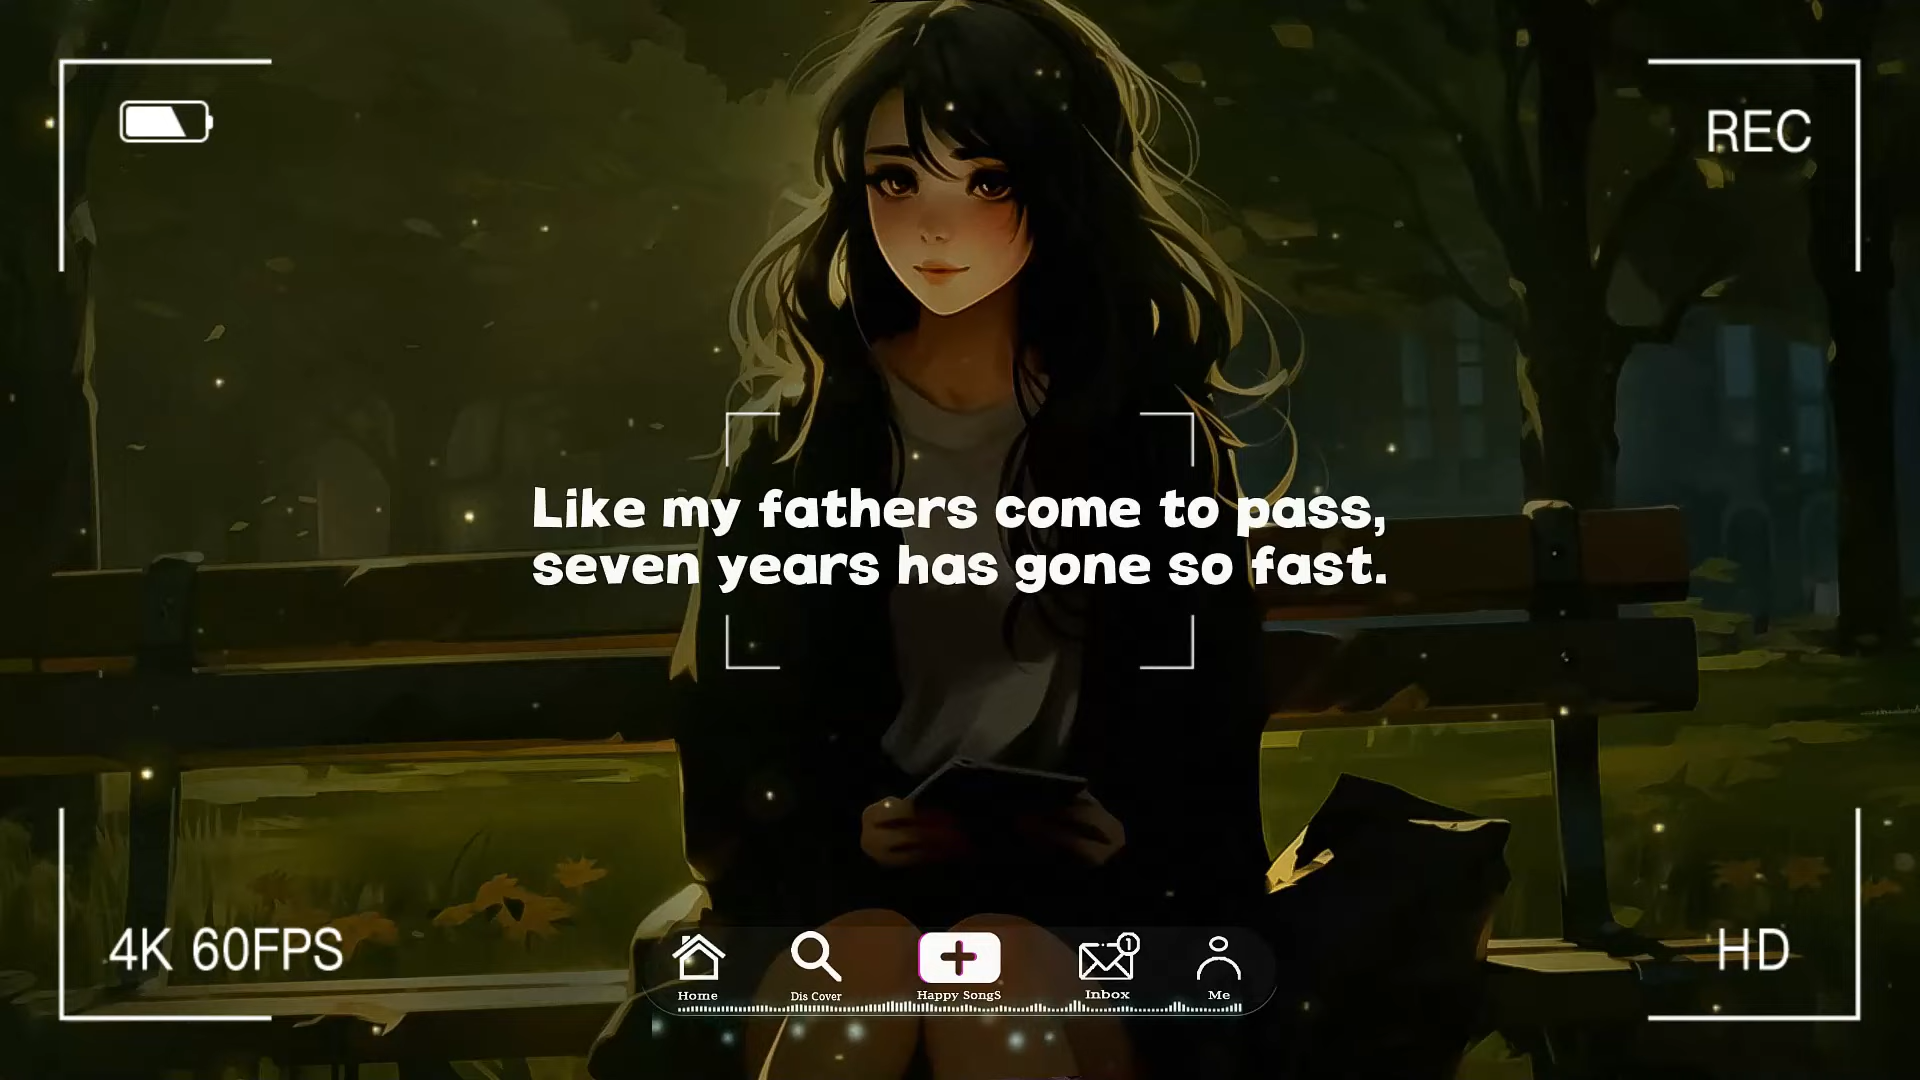 REC
Like my fathers come to pass,
seven years has gone so fast.
4K 60FPS
HD
1
Home
Dis Cover
Happy SongS
Inbox
Me